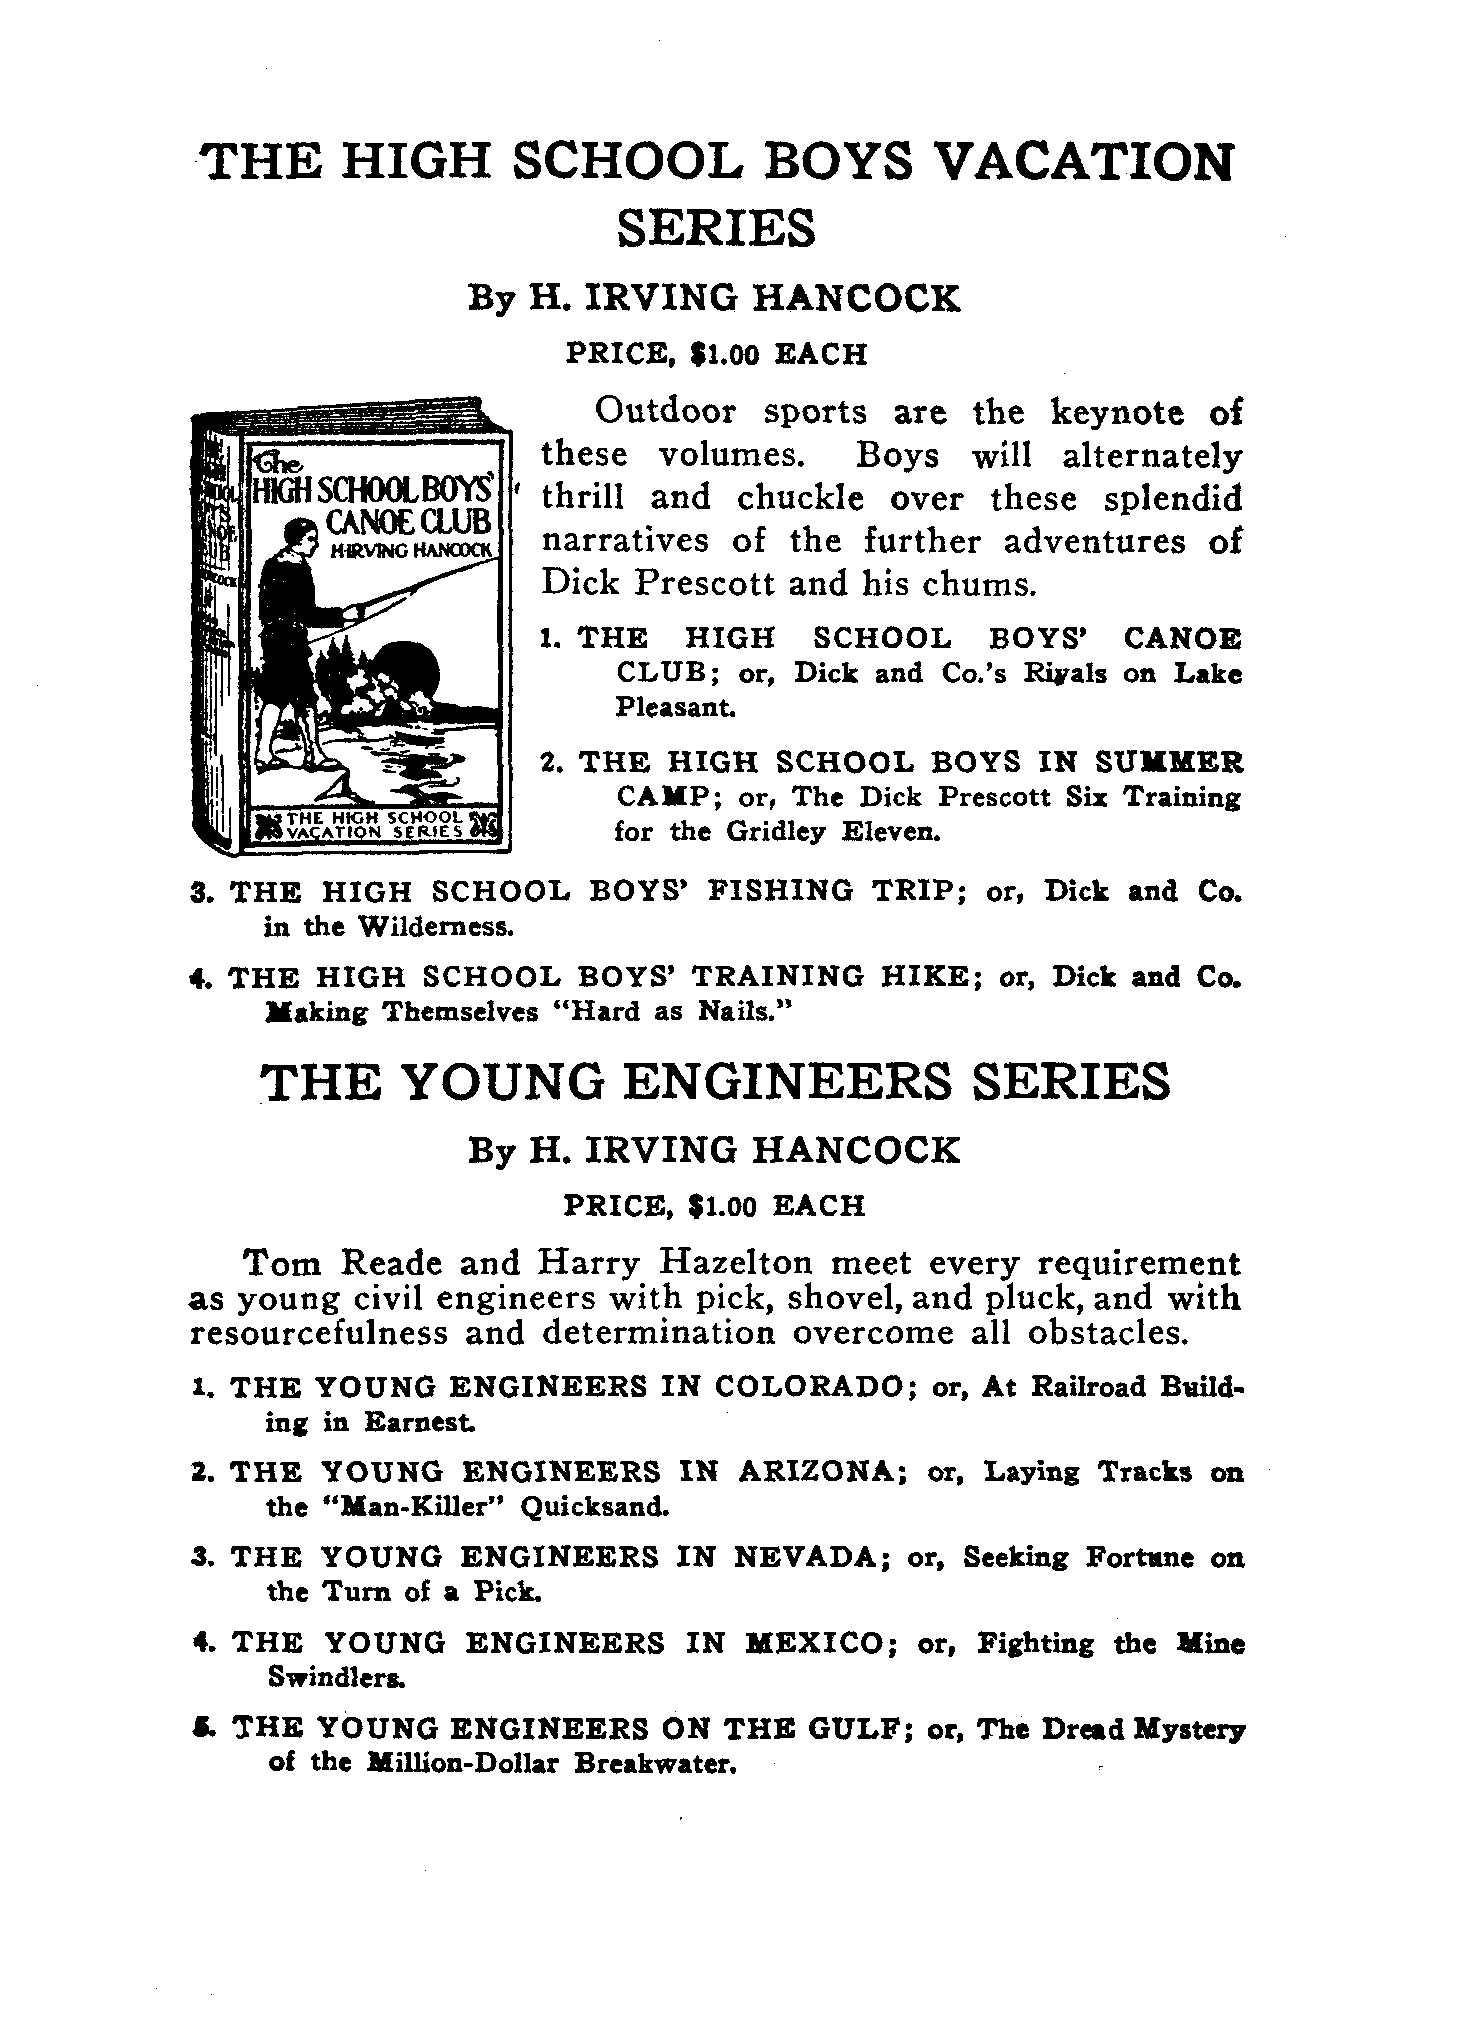 THE HIGH SCHOOL BOYS VACATION
SERIES
By H. IRVING HANCOCK
PRICE, $1.00 EACH
The
HIGH SCHOOL BOYS'
CANOE CLUB
H·IRVING HANCOCK
THE HIGH SCHOOL
VACATION SERIES
Outdoor sports are the keynote of
these volumes. Boys will alternately
thrill and chuckle over these splendid
narratives of the further adventures of
Dick Prescott and his chums.
1. THE HIGH SCHOOL BOYS' CANOE
CLUB; or, Dick and Co.'s Rivals on Lake
Pleasant.
2. THE HIGH SCHOOL BOYS IN SUMMER
CAMP; or, The Dick Prescott Six Training
for the Gridley Eleven.
3. THE HIGH SCHOOL BOYS' FISHING TRIP; or, Dick and Co.
in the Wilderness.
4. THE HIGH SCHOOL BOYS' TRAINING HIKE; or, Dick and Co.
Making Themselves "Hard as Nails."
THE YOUNG ENGINEERS SERIES
By H. IRVING HANCOCK
PRICE, $1.00 EACH
Tom Reade and Harry Hazelton meet every requirement
as young civil engineers with pick, shovel, and pluck, and with
resourcefulness and determination overcome all obstacles.
1. THE YOUNG ENGINEERS IN COLORADO; or, At Railroad Build-
ing in Earnest.
2. THE YOUNG ENGINEERS IN ARIZONA; or, Laying Tracks on
the "Man-Killer" Quicksand.
3. THE YOUNG ENGINEERS IN NEVADA; or, Seeking Fortune on
the Turn of a Pick.
4. THE YOUNG ENGINEERS IN MEXICO; or, Fighting the Mine
Swindlers.
5. THE YOUNG ENGINEERS ON THE GULF; or, The Dread Mystery
of the Million-Dollar Breakwater.